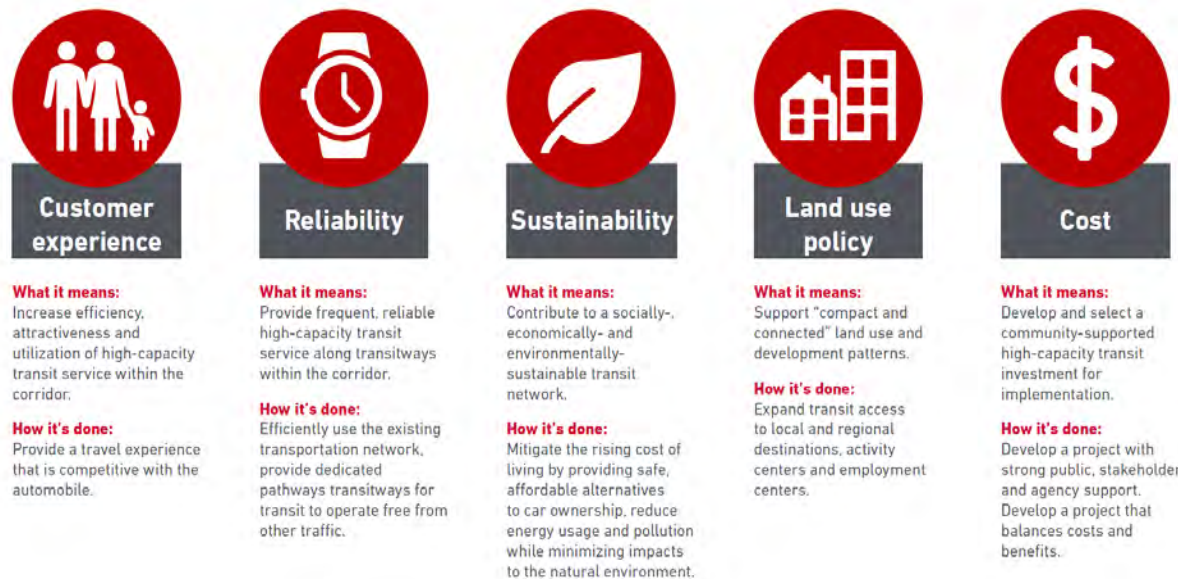 Customer
experience
What it means:
Increase efficiency,
attractiveness and
utilization of high-capacity
transit service within the
corridor.
How it's done:
Provide a travel experience
that is competitive with the
automobile.
Reliability
What it means:
Provide frequent, reliable
high-capacity transit
service along transitways
within the corridor.
How it's done:
Efficiently use the existing
transportation network,
provide dedicated
pathways transitways for
transit to operate free from
other traffic.
Sustainability
What it means:
Contribute to a socially-,
economically- and
environmentally-
sustainable transit
network.
How it's done:
Mitigate the rising cost of
living by providing safe,
affordable alternatives
to car ownership, reduce
energy usage and pollution
while minimizing impacts
to the natural environment.
Land use
policy
What it means:
Support "compact and
connected" land use and
development patterns.
How it's done:
Expand transit access
to local and regional
destinations, activity
centers and employment
centers.
$
Cost
What it means:
Develop and select a
community-supported
high-capacity transit
investment for
implementation.
How it's done:
Develop a project with
strong public, stakeholder
and agency support.
Develop a project that
balances costs and
benefits.